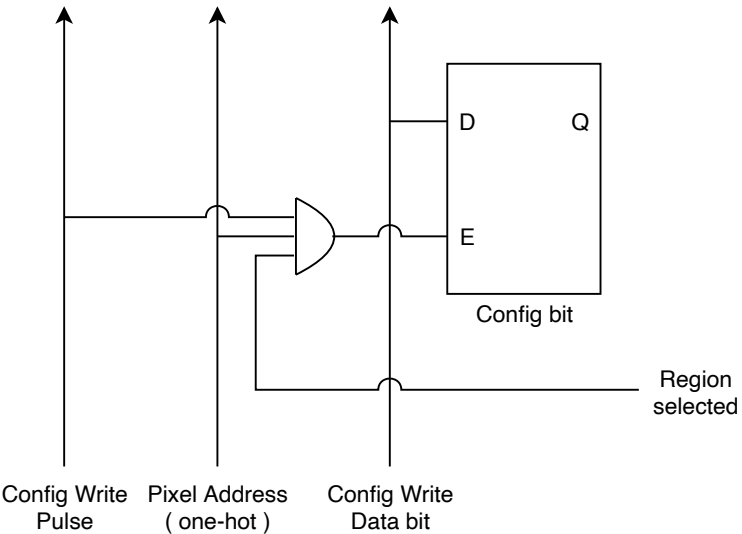 D
Q
E
Config bit
Region
selected
Config Write
Pulse
Pixel Address
( one-hot )
Config Write
Data bit